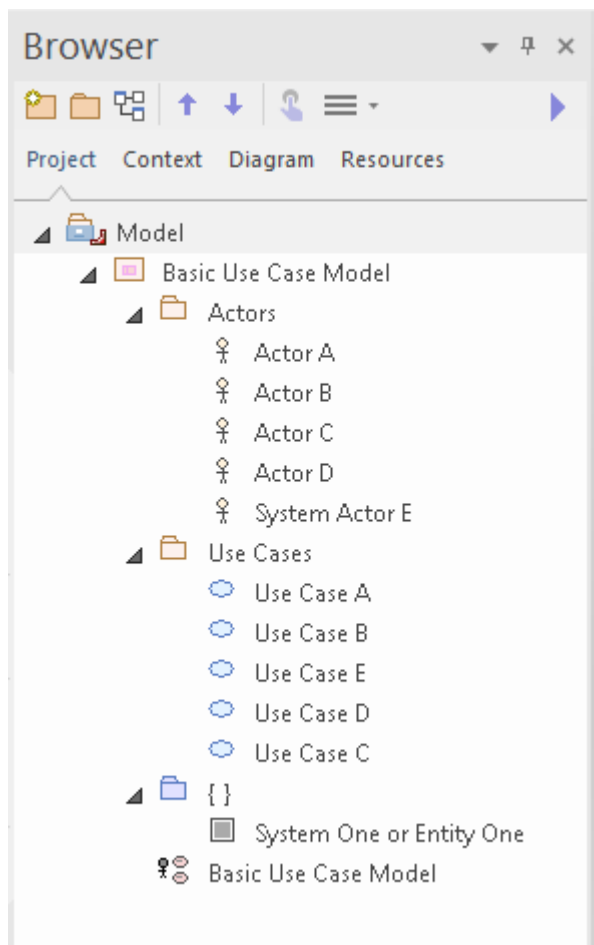 Browser
Project Context Diagram Resources
Model
Basic Use Case Model
Actors
Actor A
Actor B
Actor C
Actor D
System Actor E
Use Cases
Use Case A
Use Case B
Use Case E
Use Case D
Use Case C
{ }
System One or Entity One
Basic Use Case Model